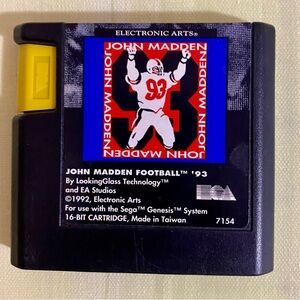 ELECTRONIC ARTS®
JOHN MADDEN
JOHN MADDEN
JOHN MADDEN
93
JOHN MADDEN
JOHN MADDEN FOOTBALL™ '93
By LookingGlass Technology™
and EA Studios
©1992, Electronic Arts
For use with the Sega™ Genesis™ System
16-BIT CARTRIDGE, Made in Taiwan
7154